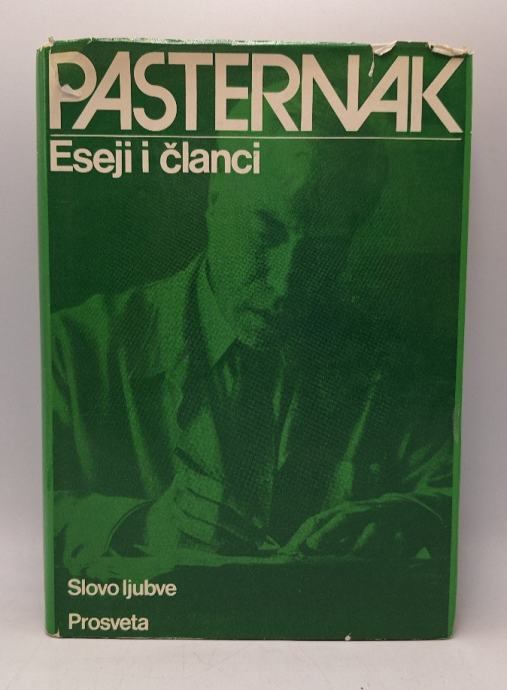 PASTERNAK
Eseji i članci
Slovo ljubve
Prosveta